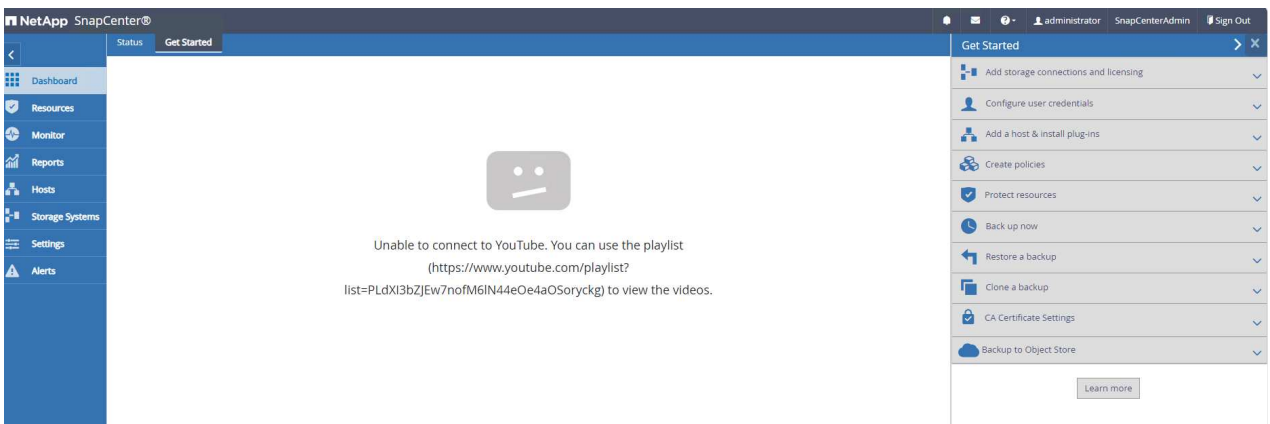 NetApp SnapCenter®
administrator SnapCenterAdmin Sign Out
Status Get Started
Dashboard
Resources
Monitor
Reports
Hosts
Storage Systems
Settings
Alerts
Unable to connect to YouTube. You can use the playlist
(https://www.youtube.com/playlist?
list=PLdXI3bZJEw7nofM6lN44eOe4aOSoryckg) to view the videos.
Get Started
Add storage connections and licensing
Configure user credentials
Add a host & install plug-ins
Create policies
Protect resources
Back up now
Restore a backup
Clone a backup
CA Certificate Settings
Backup to Object Store
Learn more